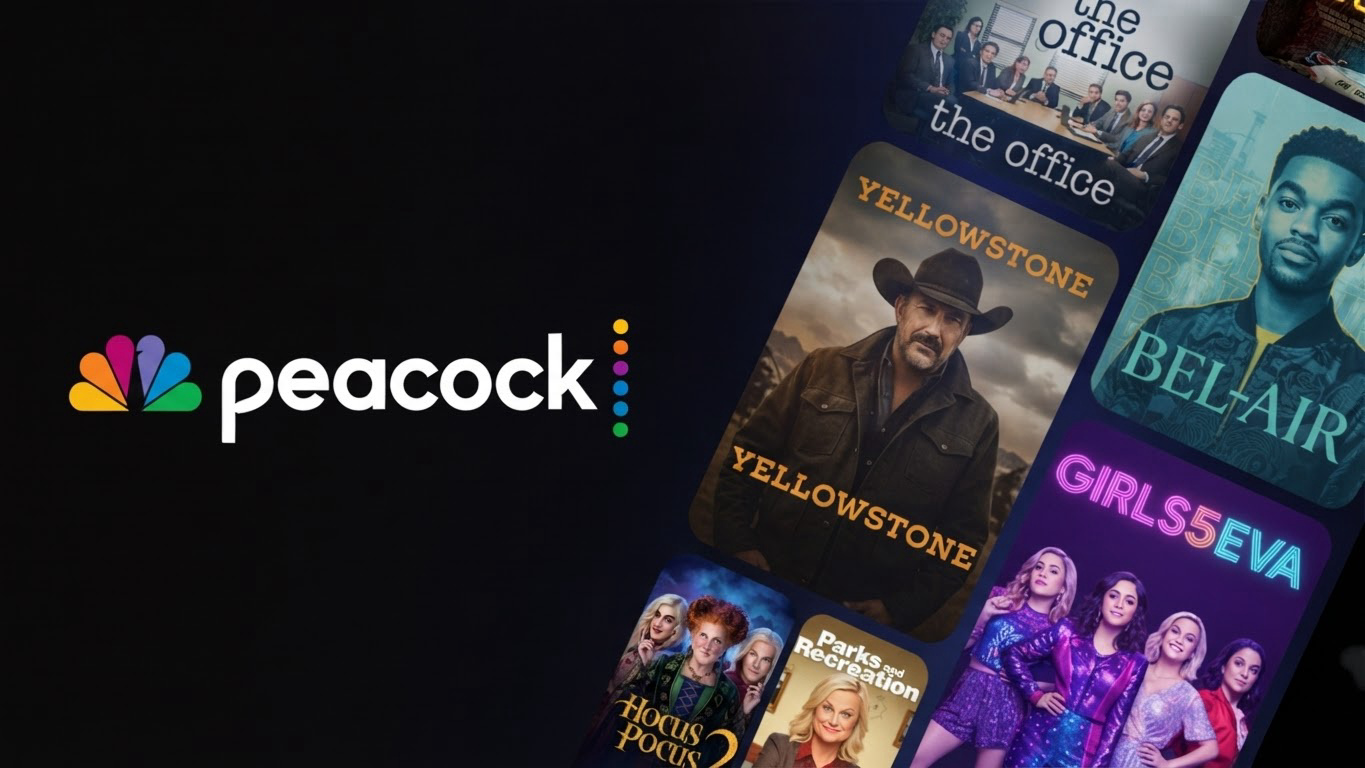 peacock
the
office
the office
YELLOWSTONE
YELLOWSTONE
BEL-AIR
GIRLS5EVA
HOCUS
POCUS 2
Parks and
Recreation